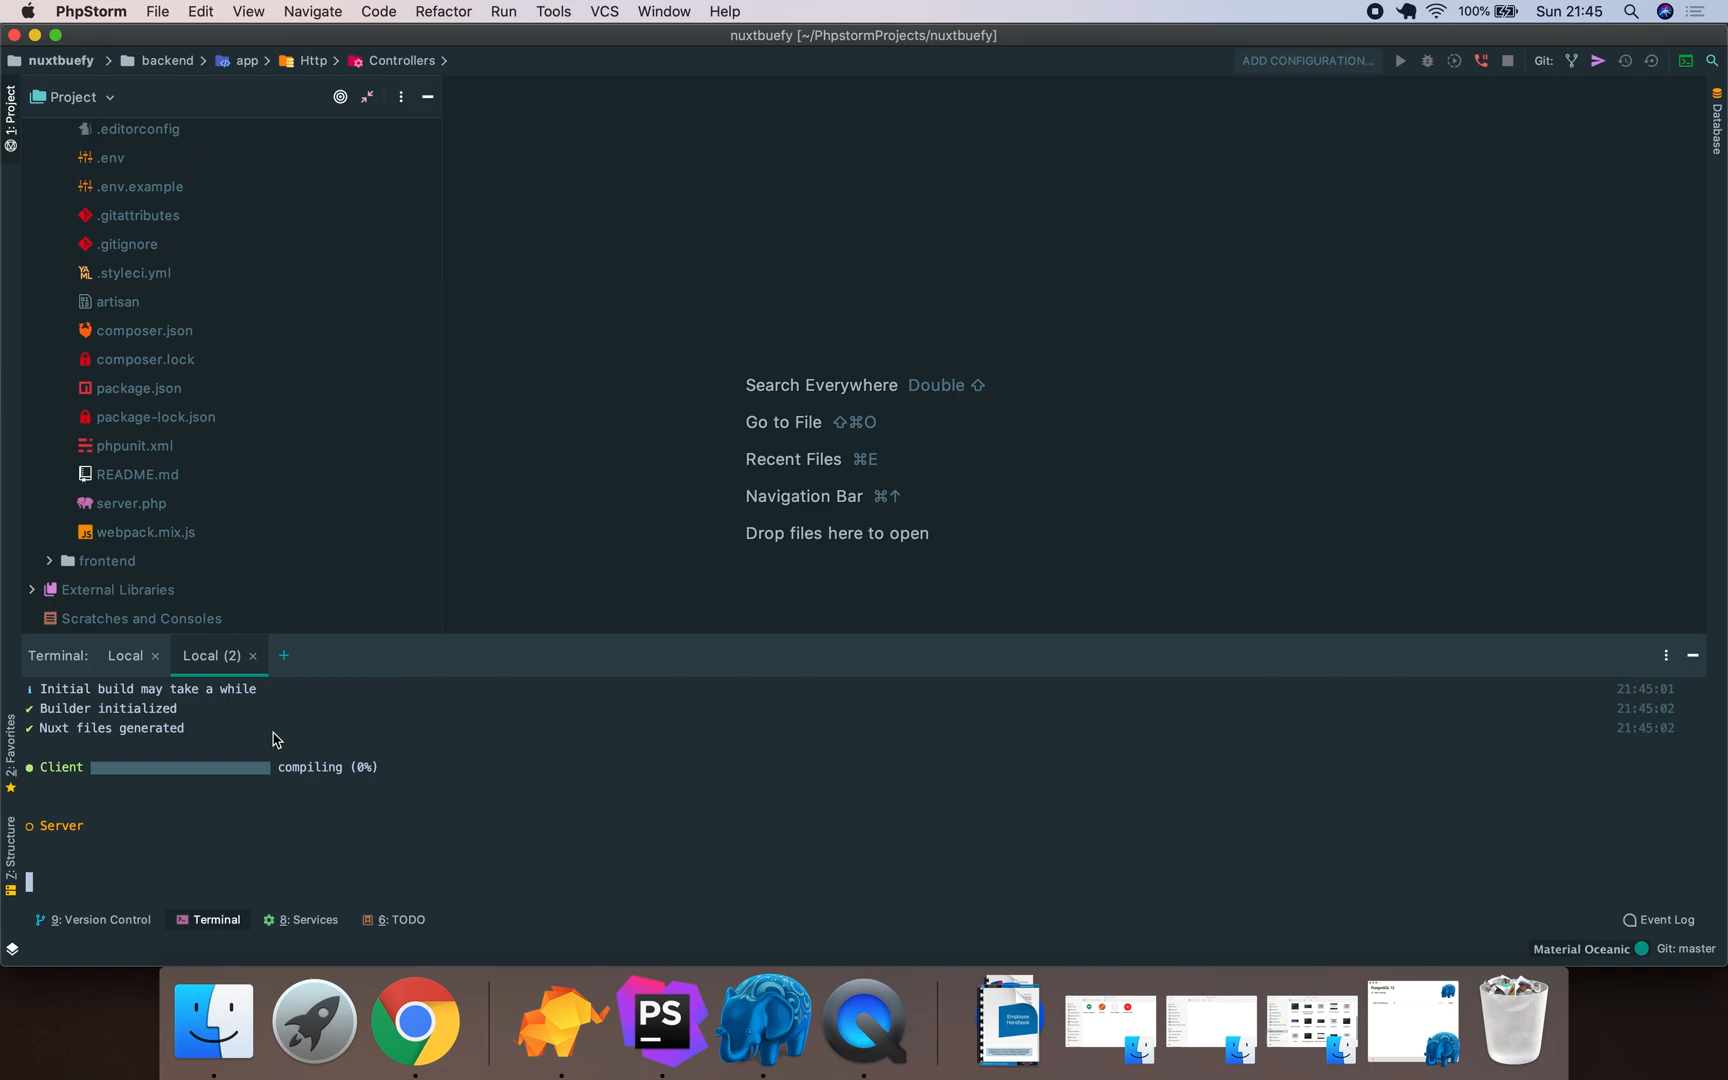 PhpStorm File Edit View Navigate Code Refactor Run Tools VCS Window Help 100% Sun 21:45
nuxtbuefy [~/PhpstormProjects/nuxtbuefy]
nuxtbuefy backend app Http Controllers ADD CONFIGURATION... Git:
1: Project
Project
.editorconfig
.env
.env.example
.gitattributes
.gitignore
.styleci.yml
artisan
composer.json
composer.lock
package.json
package-lock.json
phpunit.xml
README.md
server.php
webpack.mix.js
frontend
External Libraries
Scratches and Consoles
Search Everywhere Double ⇧
Go to File ⇧⌘O
Recent Files ⌘E
Navigation Bar ⌘↑
Drop files here to open
Database
Terminal: Local × Local (2) × +
ℹ Initial build may take a while 21:45:01
✔ Builder initialized 21:45:02
✔ Nuxt files generated 21:45:02
● Client compiling (0%)
○ Server
2: Favorites
Z: Structure
9: Version Control Terminal 8: Services 6: TODO Event Log
Material Oceanic Git: master
PS
Employee
Handbook
PostgreSQL 12